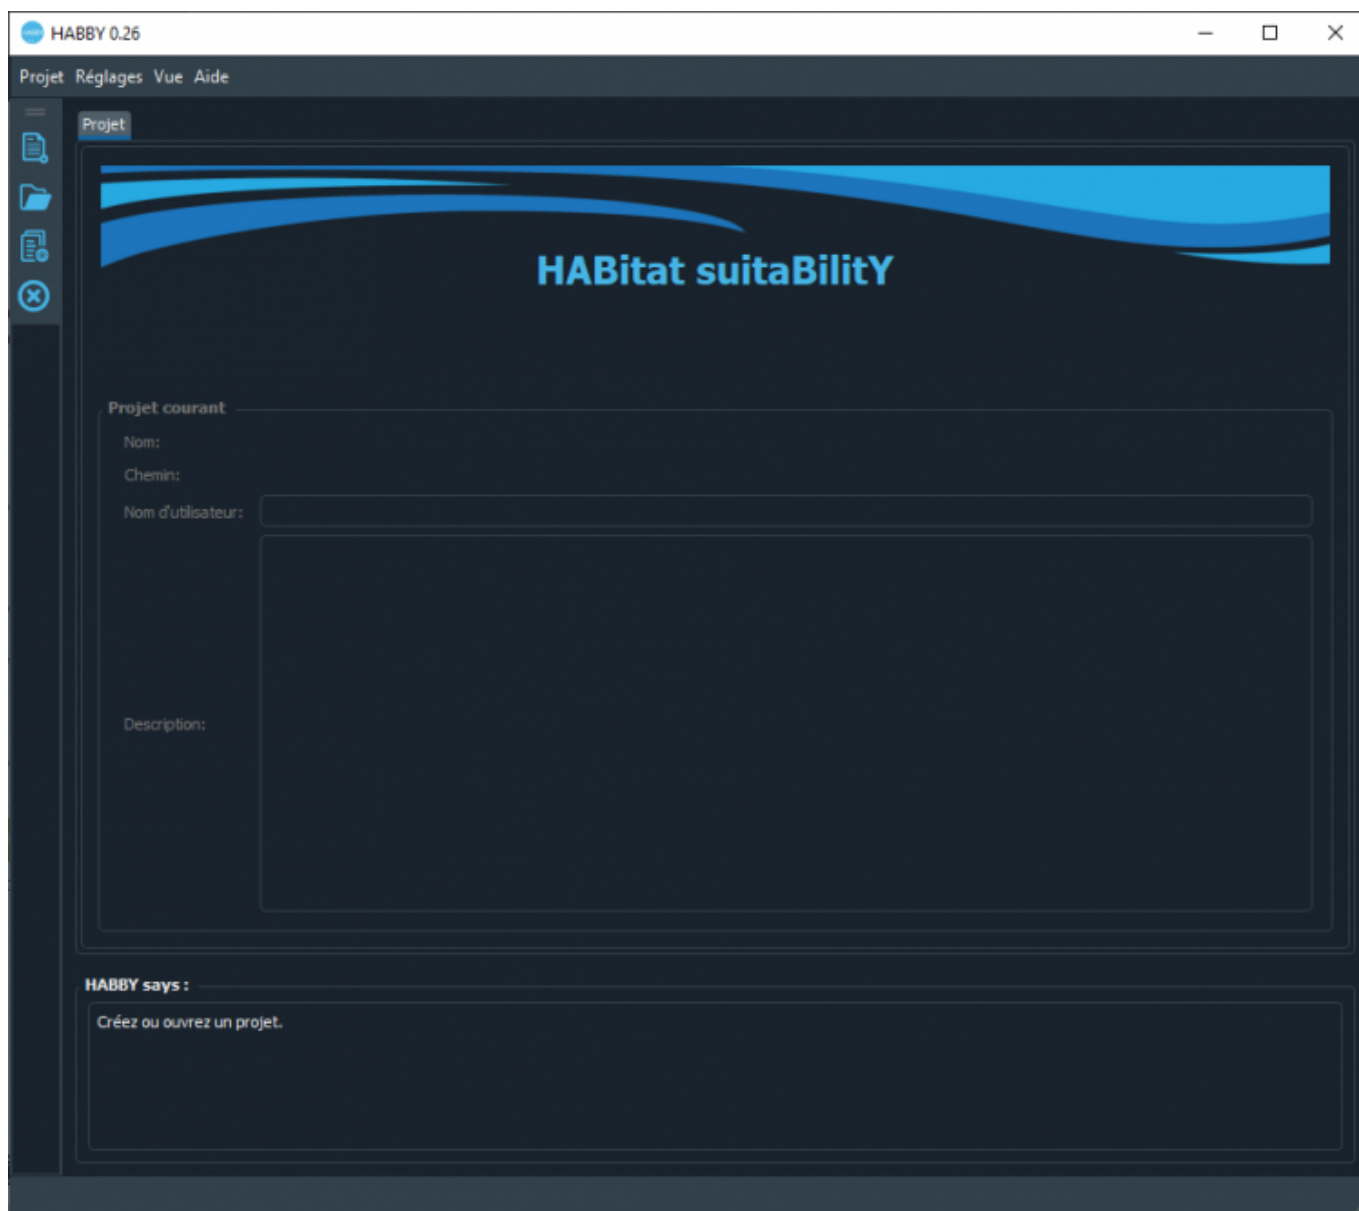 HABBY 0.26
Projet Réglages Vue Aide
Projet
HABitat suitaBilitY
Projet courant
Nom:
Chemin:
Nom d'utilisateur:
Description:
HABBY says :
Créez ou ouvrez un projet.